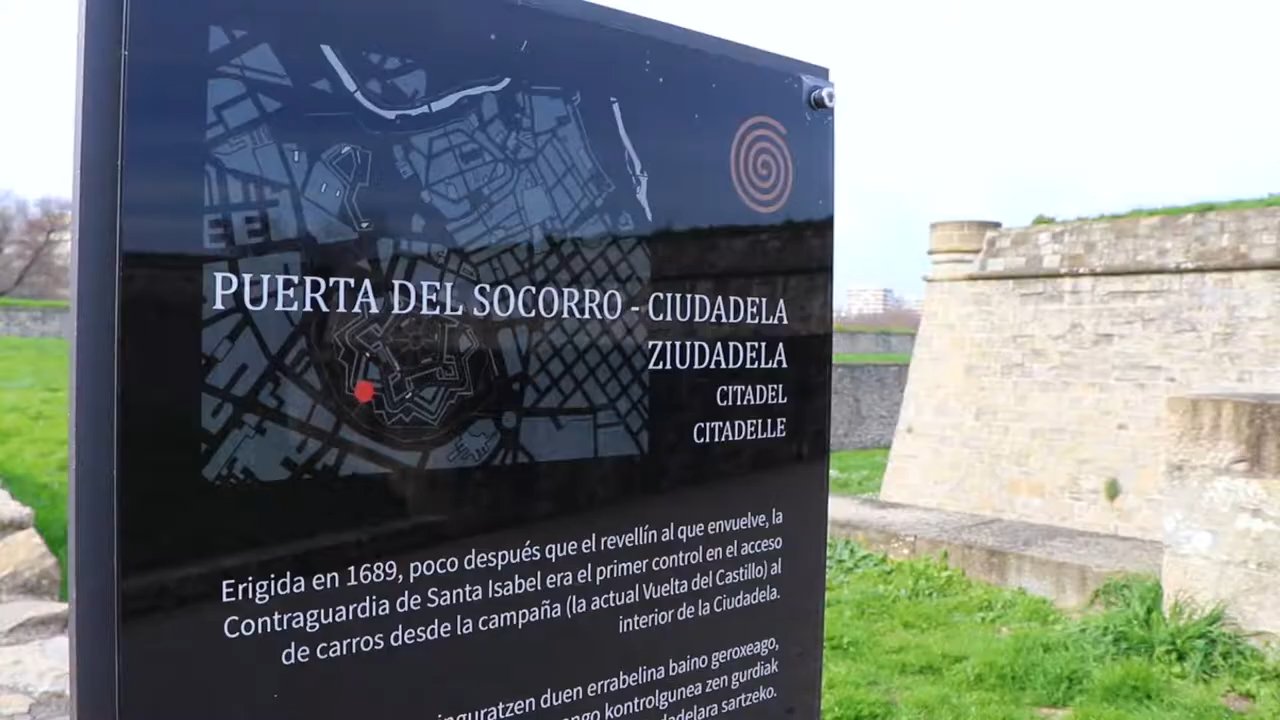 PUERTA DEL SOCORRO - CIUDADELA
ZIUDADELA
CITADEL
CITADELLE
Erigida en 1689, poco después que el revellín al que envuelve, la
Contraguardia de Santa Isabel era el primer control en el acceso
de carros desde la campaña (la actual Vuelta del Castillo) al
interior de la Ciudadela.
duen errabelina baino geroxeago,
kontrolgunea zen gurdiak
sartzeko.